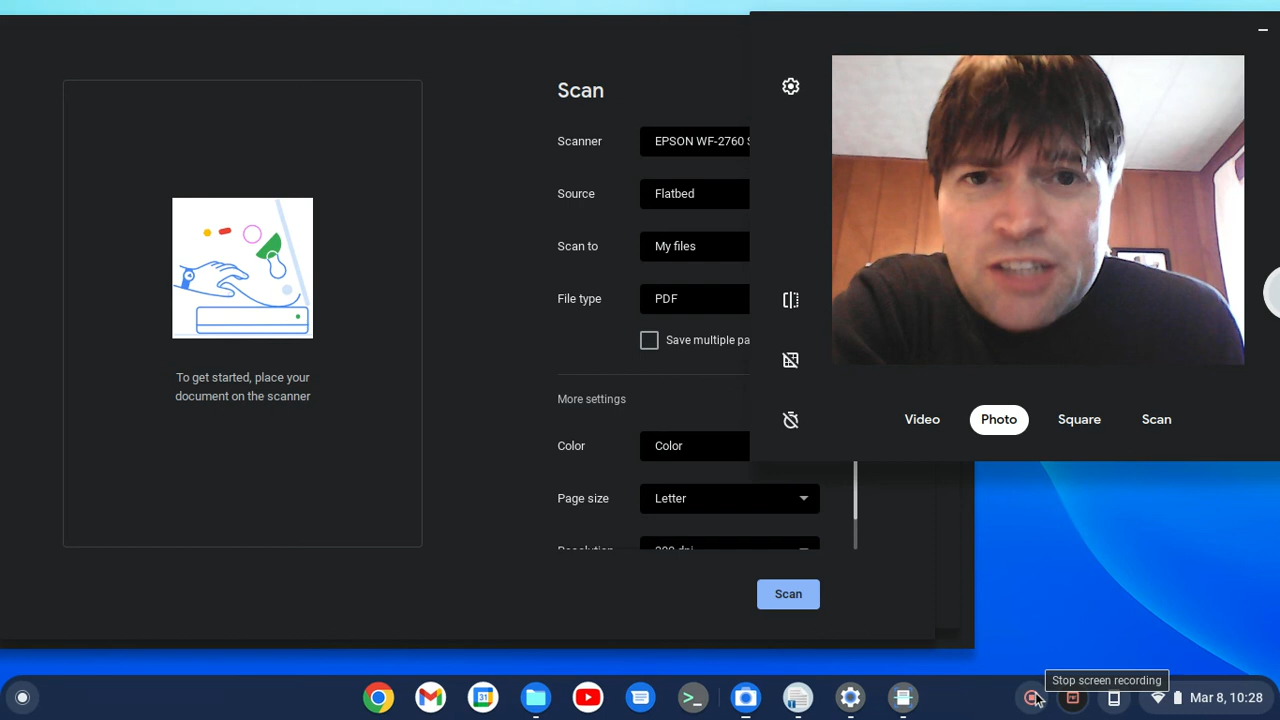 Scan
Scanner
EPSON WF-2760 S
Source
Flatbed
Scan to
My files
File type
PDF
Save multiple pa
More settings
Color
Color
Page size
Letter
To get started, place your
document on the scanner
Scan
Video
Photo
Square
Scan
Stop screen recording
31
Mar 8, 10:28